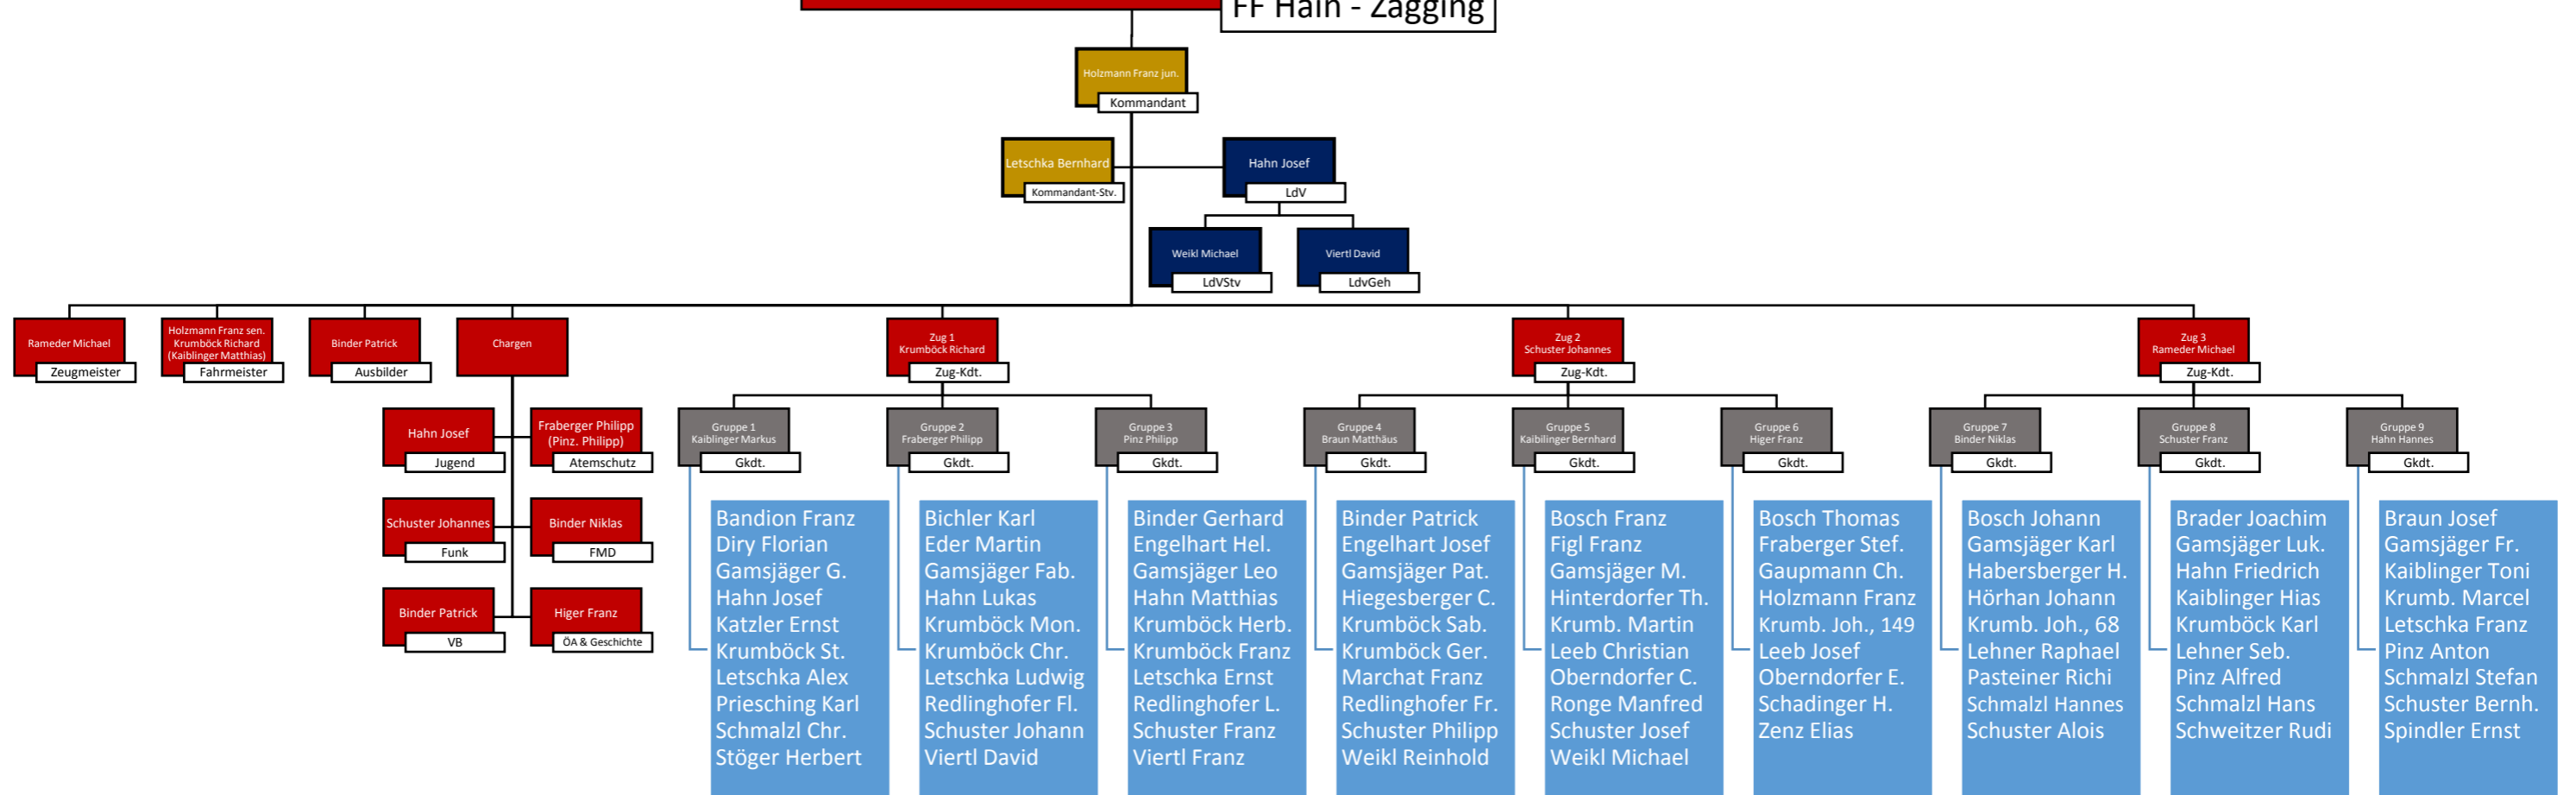 FF Hain - Zagging
Holzmann Franz jun.
Kommandant
Letschka Bernhard
Kommandant-Stv.
Hahn Josef
LdV
Weikl Michael
LdVStv
Viertl David
LdvGeh
Rameder Michael
Zeugmeister
Holzmann Franz sen.
Krumböck Richard
(Kaiblinger Matthias)
Fahrmeister
Binder Patrick
Ausbilder
Chargen
Zug 1
Krumböck Richard
Zug-Kdt.
Zug 2
Schuster Johannes
Zug-Kdt.
Zug 3
Rameder Michael
Zug-Kdt.
Hahn Josef
Jugend
Fraberger Philipp
(Pinz. Philipp)
Atemschutz
Schuster Johannes
Funk
Binder Niklas
FMD
Binder Patrick
VB
Higer Franz
ÖA & Geschichte
Gruppe 1
Kaiblinger Markus
Gkdt.
Bandion Franz
Diry Florian
Gamsjäger G.
Hahn Josef
Katzler Ernst
Krumböck St.
Letschka Alex
Priesching Karl
Schmalzl Chr.
Stöger Herbert
Gruppe 2
Fraberger Philipp
Gkdt.
Bichler Karl
Eder Martin
Gamsjäger Fab.
Hahn Lukas
Krumböck Mon.
Krumböck Chr.
Letschka Ludwig
Redlinghofer Fl.
Schuster Johann
Viertl David
Gruppe 3
Pinz Philipp
Gkdt.
Binder Gerhard
Engelhart Hel.
Gamsjäger Leo
Hahn Matthias
Krumböck Herb.
Krumböck Franz
Letschka Ernst
Redlinghofer L.
Schuster Franz
Viertl Franz
Gruppe 4
Braun Matthäus
Gkdt.
Binder Patrick
Engelhart Josef
Gamsjäger Pat.
Hiegesberger C.
Krumböck Sab.
Krumböck Ger.
Marchat Franz
Redlinghofer Fr.
Schuster Philipp
Weikl Reinhold
Gruppe 5
Kaibilinger Bernhard
Gkdt.
Bosch Franz
Figl Franz
Gamsjäger M.
Hinterdorfer Th.
Krumb. Martin
Leeb Christian
Oberndorfer C.
Ronge Manfred
Schuster Josef
Weikl Michael
Gruppe 6
Higer Franz
Gkdt.
Bosch Thomas
Fraberger Stef.
Gaupmann Ch.
Holzmann Franz
Krumb. Joh., 149
Leeb Josef
Oberndorfer E.
Schadinger H.
Zenz Elias
Gruppe 7
Binder Niklas
Gkdt.
Bosch Johann
Gamsjäger Karl
Habersberger H.
Hörhan Johann
Krumb. Joh., 68
Lehner Raphael
Pasteiner Richi
Schmalzl Hannes
Schuster Alois
Gruppe 8
Schuster Franz
Gkdt.
Brader Joachim
Gamsjäger Luk.
Hahn Friedrich
Kaiblinger Hias
Krumböck Karl
Lehner Seb.
Pinz Alfred
Schmalzl Hans
Schweitzer Rudi
Gruppe 9
Hahn Hannes
Gkdt.
Braun Josef
Gamsjäger Fr.
Kaiblinger Toni
Krumb. Marcel
Letschka Franz
Pinz Anton
Schmalzl Stefan
Schuster Bernh.
Spindler Ernst